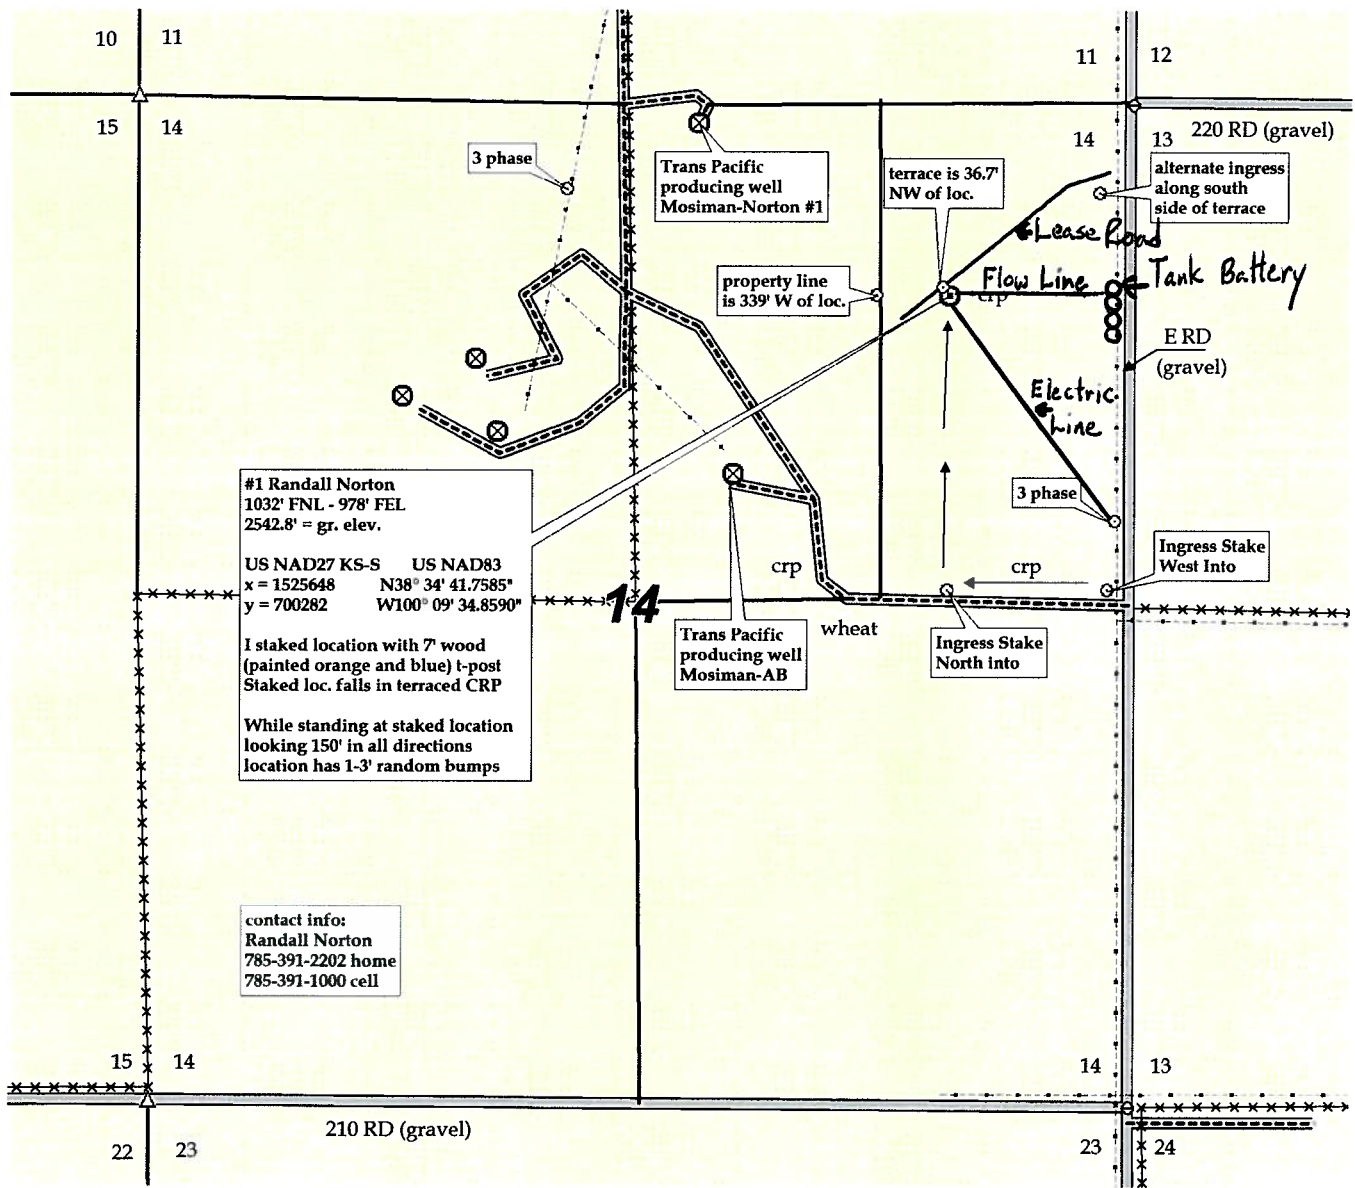 10
11
11
12
15
14
14
13
220 RD (gravel)
3 phase
Trans Pacific
producing well
Mosiman-Norton #1
terrace is 36.7'
NW of loc.
alternate ingress
along south
side of terrace
Lease Road
property line
is 339' W of loc.
Flow Line
crp
Tank Battery
E RD
(gravel)
Electric
Line
#1 Randall Norton
1032' FNL - 978' FEL
2542.8' = gr. elev.
US NAD27 KS-S US NAD83
x = 1525648 N38° 34' 41.7585"
y = 700282 W100° 09' 34.8590"
I staked location with 7' wood
(painted orange and blue) t-post
Staked loc. falls in terraced CRP
While standing at staked location
looking 150' in all directions
location has 1-3' random bumps
3 phase
Ingress Stake
West Into
crp
crp
14
wheat
Trans Pacific
producing well
Mosiman-AB
Ingress Stake
North into
contact info:
Randall Norton
785-391-2202 home
785-391-1000 cell
15
14
14
13
210 RD (gravel)
22
23
23
24